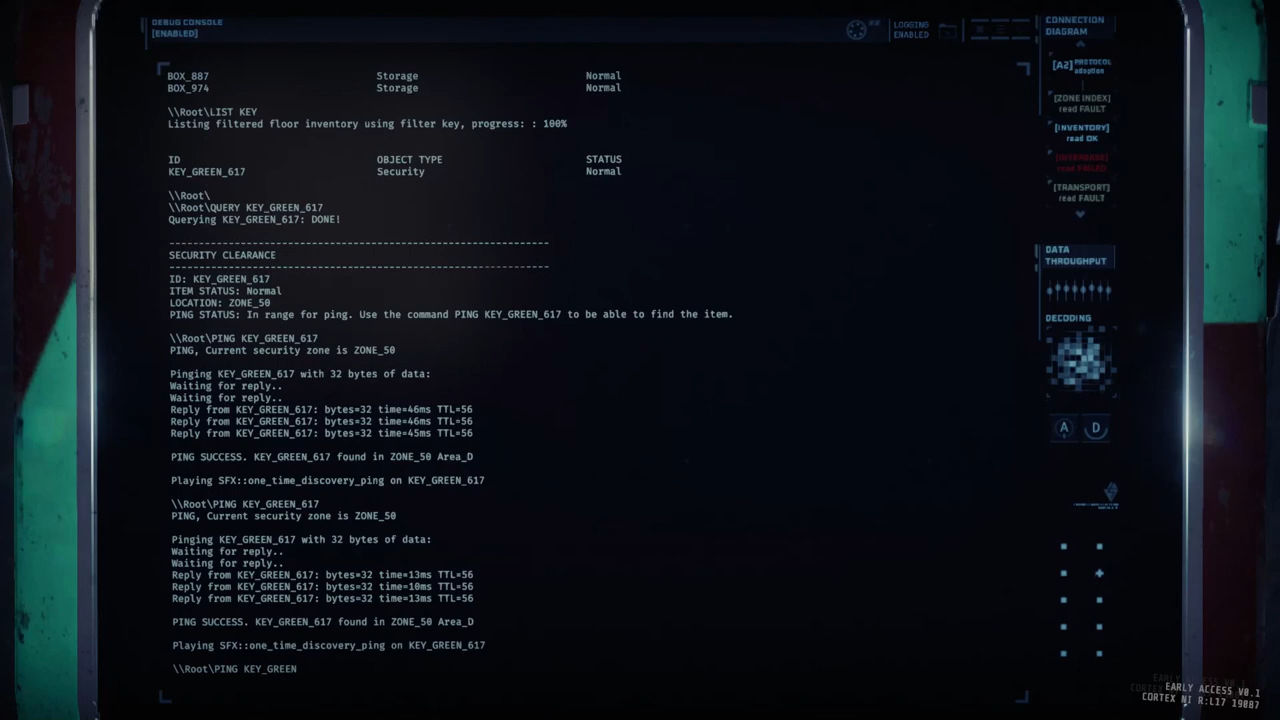 DEBUG CONSOLE
[ENABLED]
LOGGING
ENABLED
BOX_887 Storage Normal
BOX_974 Storage Normal
\\Root\LIST KEY
Listing filtered floor inventory using filter key, progress: : 100%
ID OBJECT TYPE STATUS
KEY_GREEN_617 Security Normal
\\Root\
\\Root\QUERY KEY_GREEN_617
Querying KEY_GREEN_617: DONE!
----------------------------------------------------------------
SECURITY CLEARANCE
----------------------------------------------------------------
ID: KEY_GREEN_617
ITEM STATUS: Normal
LOCATION: ZONE_50
PING STATUS: In range for ping. Use the command PING KEY_GREEN_617 to be able to find the item.
\\Root\PING KEY_GREEN_617
PING, Current security zone is ZONE_50
Pinging KEY_GREEN_617 with 32 bytes of data:
Waiting for reply..
Waiting for reply..
Reply from KEY_GREEN_617: bytes=32 time=46ms TTL=56
Reply from KEY_GREEN_617: bytes=32 time=46ms TTL=56
Reply from KEY_GREEN_617: bytes=32 time=45ms TTL=56
PING SUCCESS. KEY_GREEN_617 found in ZONE_50 Area_D
Playing SFX::one_time_discovery_ping on KEY_GREEN_617
\\Root\PING KEY_GREEN_617
PING, Current security zone is ZONE_50
Pinging KEY_GREEN_617 with 32 bytes of data:
Waiting for reply..
Waiting for reply..
Reply from KEY_GREEN_617: bytes=32 time=13ms TTL=56
Reply from KEY_GREEN_617: bytes=32 time=10ms TTL=56
Reply from KEY_GREEN_617: bytes=32 time=13ms TTL=56
PING SUCCESS. KEY_GREEN_617 found in ZONE_50 Area_D
Playing SFX::one_time_discovery_ping on KEY_GREEN_617
\\Root\PING KEY_GREEN
CONNECTION
DIAGRAM
[A2] PROTOCOL
adoption
[ZONE INDEX]
read FAULT
[INVENTORY]
read OK
read FAILED
[TRANSPORT]
read FAULT
DATA
THROUGHPUT
DECODING
A D
EARLY ACCESS V0.1
CORTEX NI R:L17 19087